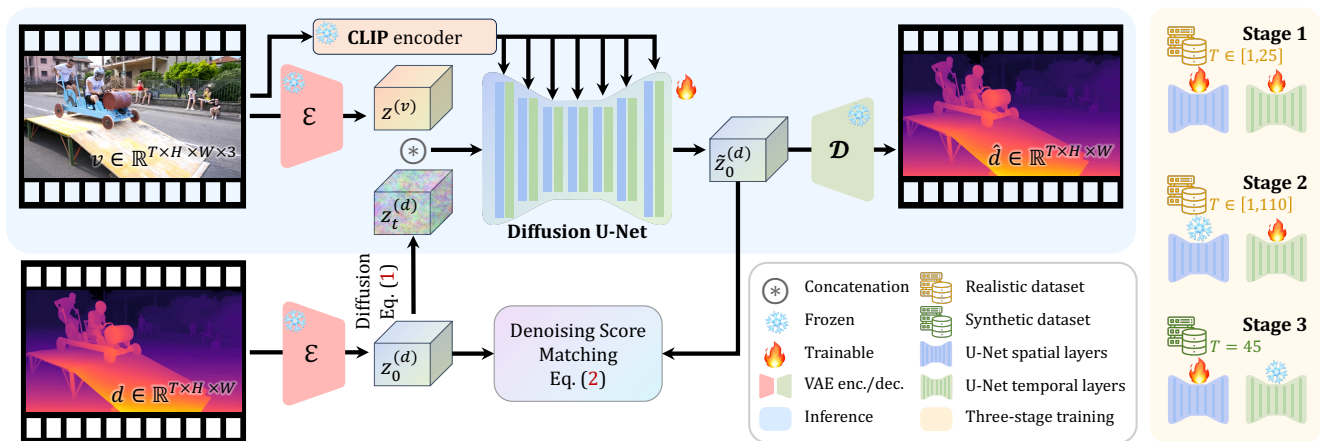 CLIP encoder
ℰ
z^(v)
v ∈ ℝ^{T×H×W×3}
z_t^(d)
Diffusion U-Net
z̃_0^(d)
𝓓
d̂ ∈ ℝ^{T×H×W}
Diffusion
Eq. (1)
d ∈ ℝ^{T×H×W}
ℰ
z_0^(d)
Denoising Score
Matching
Eq. (2)
Concatenation
Realistic dataset
Frozen
Synthetic dataset
Trainable
U-Net spatial layers
VAE enc./dec.
U-Net temporal layers
Inference
Three-stage training
Stage 1
T ∈ [1,25]
Stage 2
T ∈ [1,110]
Stage 3
T = 45